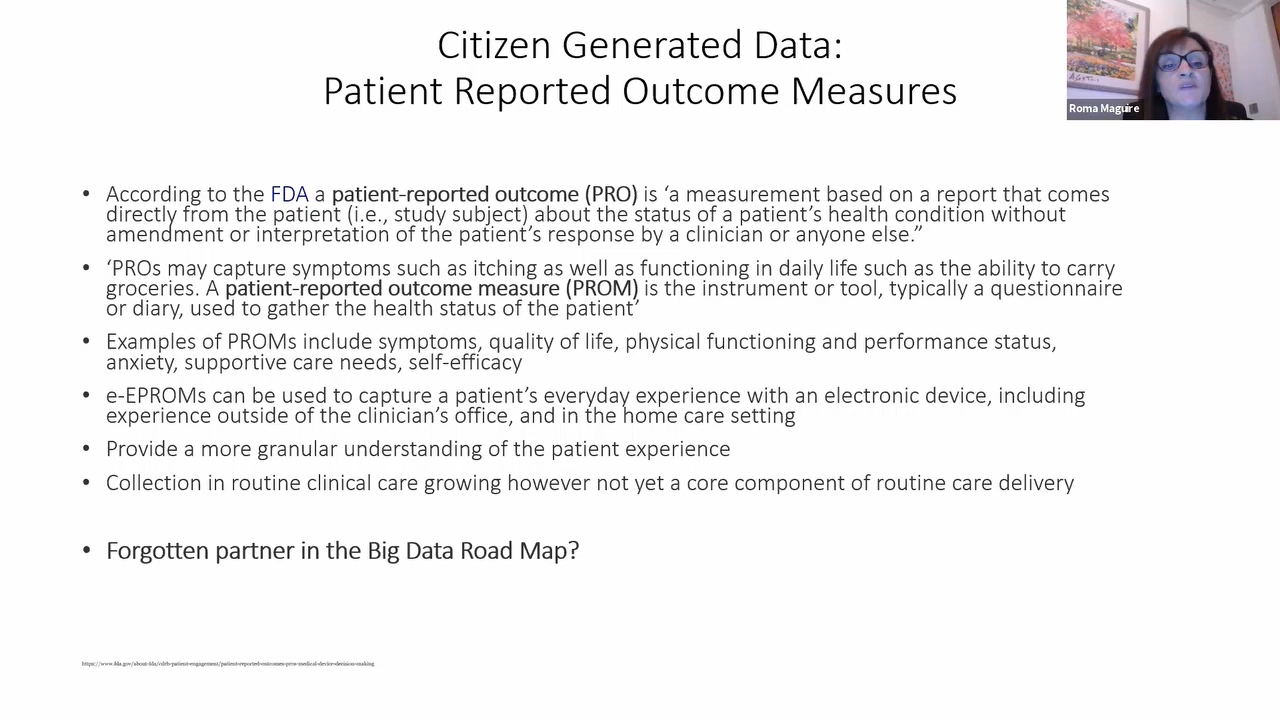 Citizen Generated Data:
Patient Reported Outcome Measures
Roma Maguire
• According to the FDA a patient-reported outcome (PRO) is ‘a measurement based on a report that comes
directly from the patient (i.e., study subject) about the status of a patient’s health condition without
amendment or interpretation of the patient’s response by a clinician or anyone else.”
• ‘PROs may capture symptoms such as itching as well as functioning in daily life such as the ability to carry
groceries. A patient-reported outcome measure (PROM) is the instrument or tool, typically a questionnaire
or diary, used to gather the health status of the patient’
• Examples of PROMs include symptoms, quality of life, physical functioning and performance status,
anxiety, supportive care needs, self-efficacy
• e-EPROMs can be used to capture a patient’s everyday experience with an electronic device, including
experience outside of the clinician’s office, and in the home care setting
• Provide a more granular understanding of the patient experience
• Collection in routine clinical care growing however not yet a core component of routine care delivery
• Forgotten partner in the Big Data Road Map?
https://www.fda.gov/about-fda/cdrh-patient-engagement/patient-reported-outcomes-pros-medical-device-decision-making